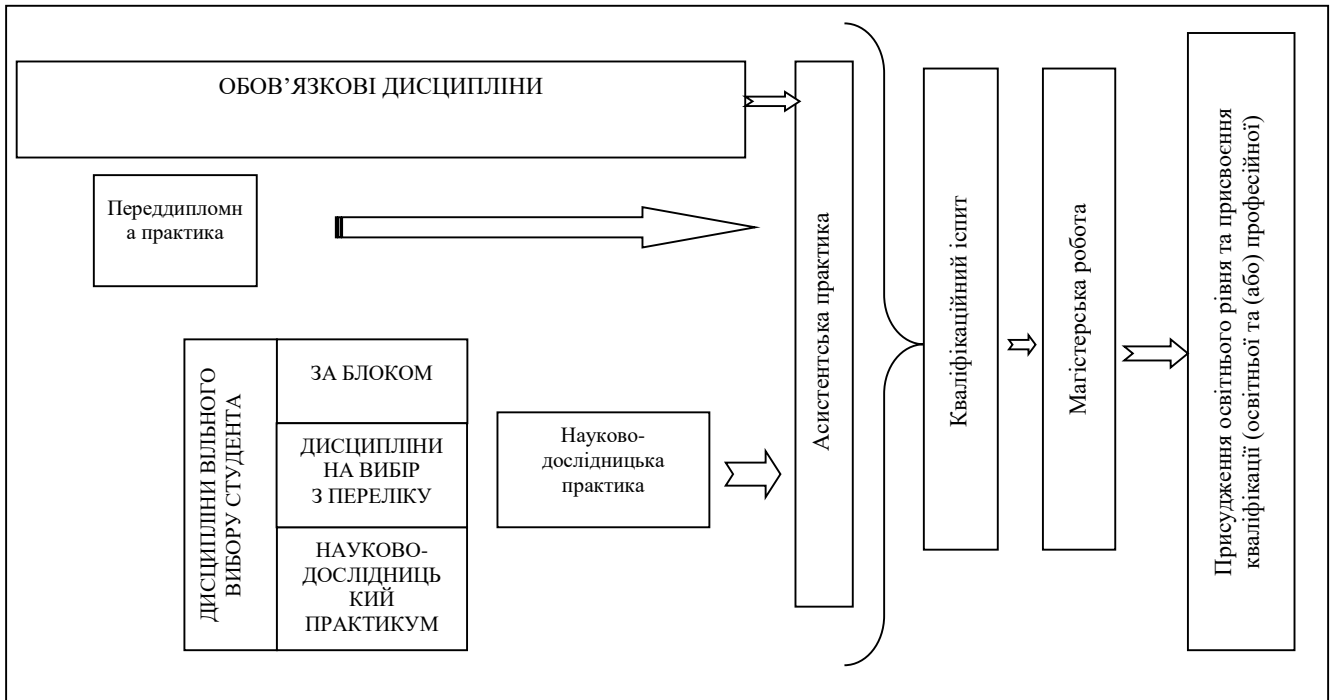 ОБОВ’ЯЗКОВІ ДИСЦИПЛІНИ
Переддипломн
а практика
ДИСЦИПЛІНИ ВІЛЬНОГО
ВИБОРУ СТУДЕНТА
ЗА БЛОКОМ
ДИСЦИПЛІНИ
НА ВИБІР
З ПЕРЕЛІКУ
НАУКОВО-
ДОСЛІДНИЦЬ
КИЙ
ПРАКТИКУМ
Науково-
дослідницька
практика
Асистентська практика
Кваліфікаційний іспит
Магістерська робота
Присудження освітнього рівня та присвоєння
кваліфікації (освітньої та (або) професійної)